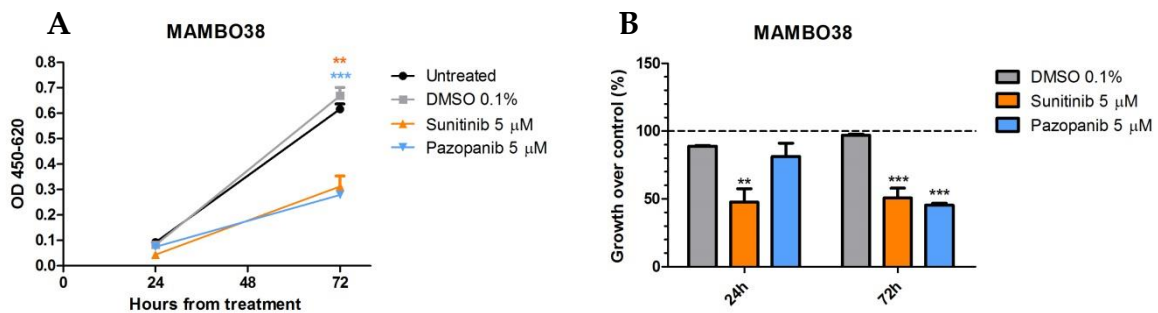 A
MAMBO38
OD 450-620
0.8
0.7
0.6
0.5
0.4
0.3
0.2
0.1
0.0
0
24
48
72
Hours from treatment
**
***
Untreated
DMSO 0.1%
Sunitinib 5 μM
Pazopanib 5 μM
B
MAMBO38
Growth over control (%)
150
100
50
0
**
***
***
24h
72h
DMSO 0.1%
Sunitinib 5 μM
Pazopanib 5 μM